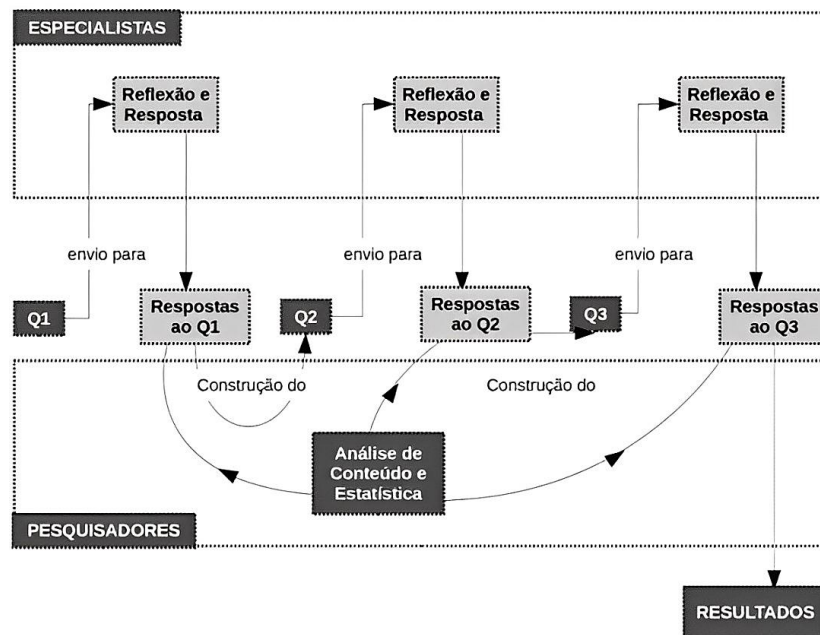 ESPECIALISTAS
Reflexão e
Resposta
Reflexão e
Resposta
Reflexão e
Resposta
envio para
envio para
envio para
Q1
Respostas
ao Q1
Q2
Respostas
ao Q2
Q3
Respostas
ao Q3
Construção do
Construção do
Análise de
Conteúdo e
Estatística
PESQUISADORES
RESULTADOS